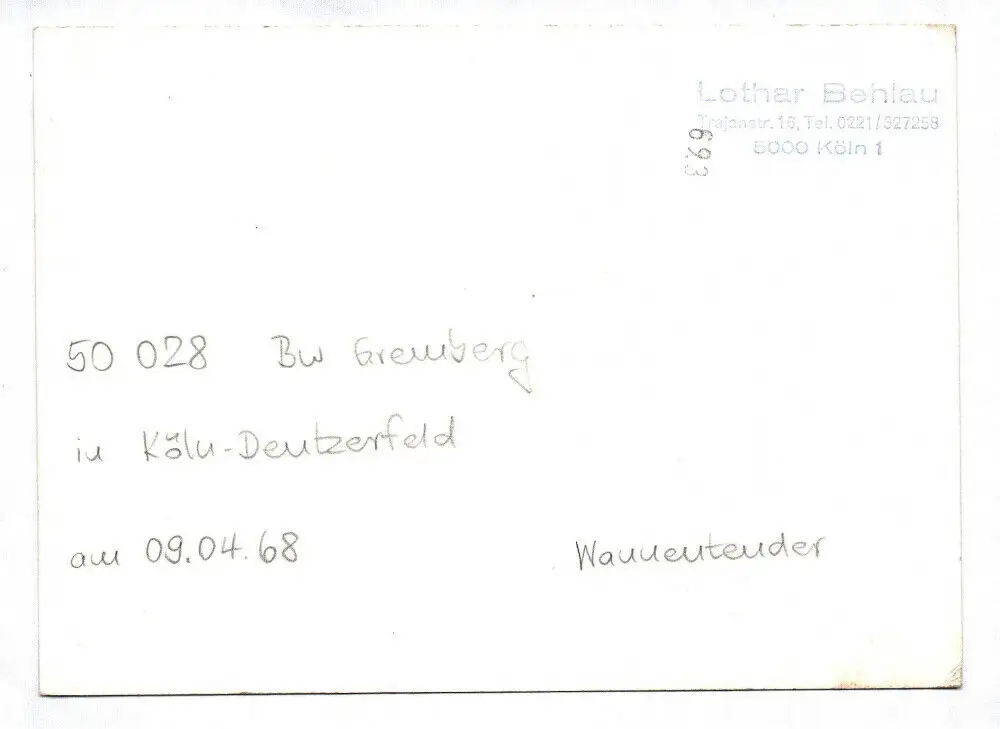 Lothar Behlau
Trajanstr. 16, Tel. 0221/327258
5000 Köln 1
693
50 028 Bw Gremberg
in Köln-Deutzerfeld
am 09.04.68
Wannentender